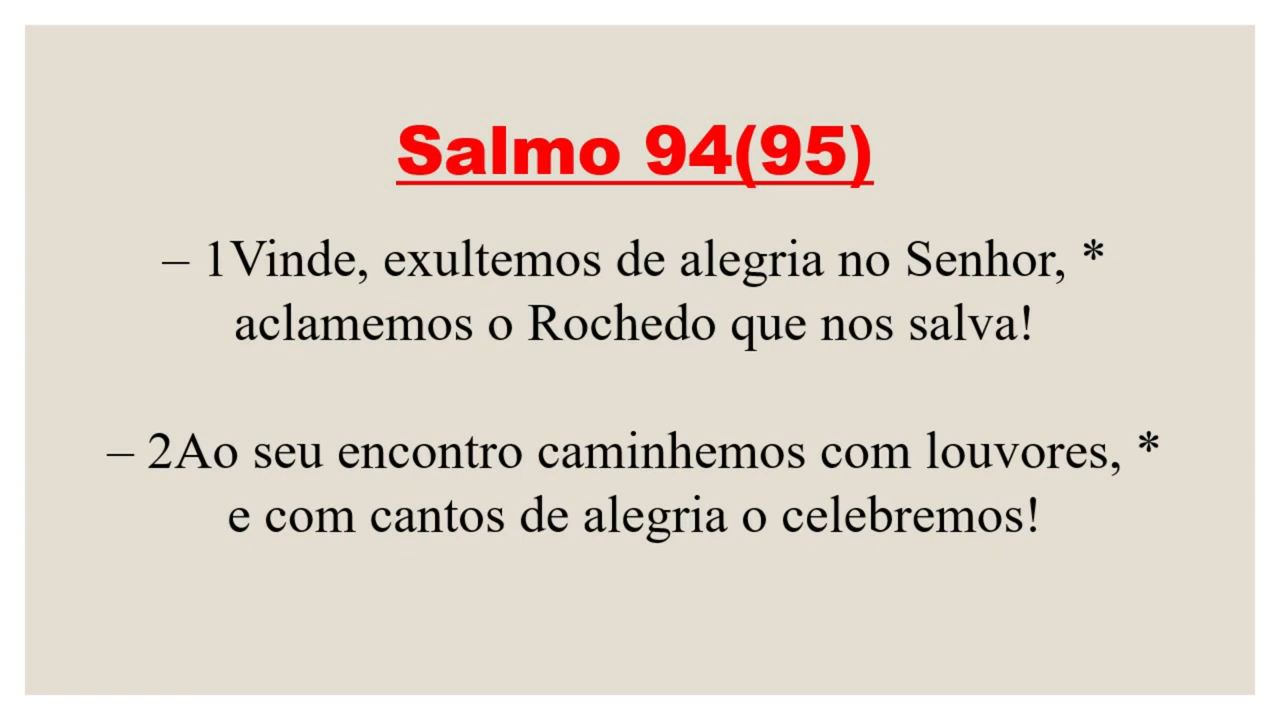 Salmo 94(95)
– 1Vinde, exultemos de alegria no Senhor, *
aclamemos o Rochedo que nos salva!
– 2Ao seu encontro caminhemos com louvores, *
e com cantos de alegria o celebremos!